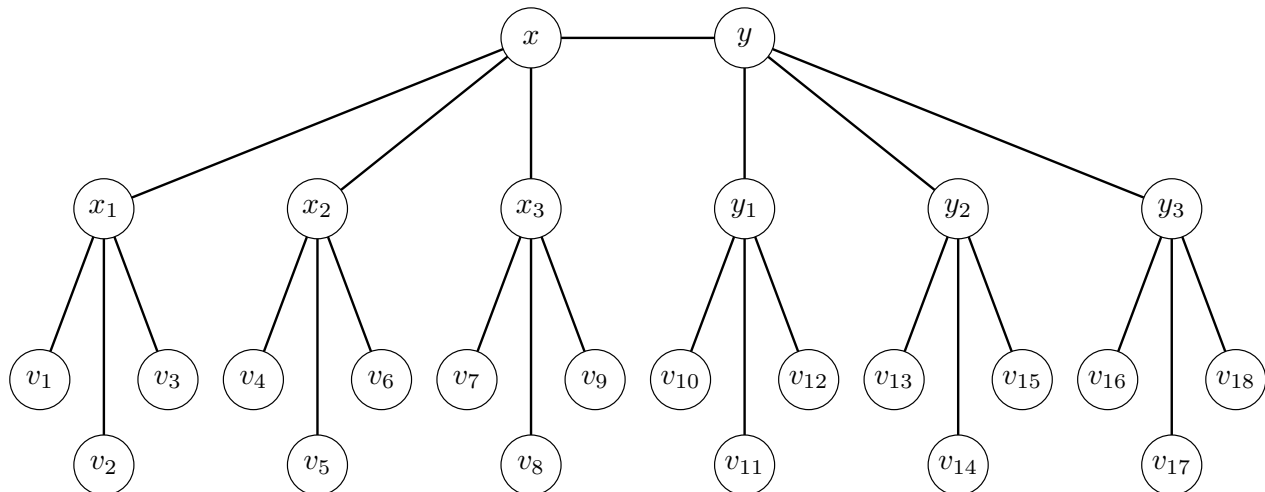 x y
x₁ x₂ x₃ y₁ y₂ y₃
v₁ v₃ v₄ v₆ v₇ v₉ v₁₀ v₁₂ v₁₃ v₁₅ v₁₆ v₁₈
v₂ v₅ v₈ v₁₁ v₁₄ v₁₇